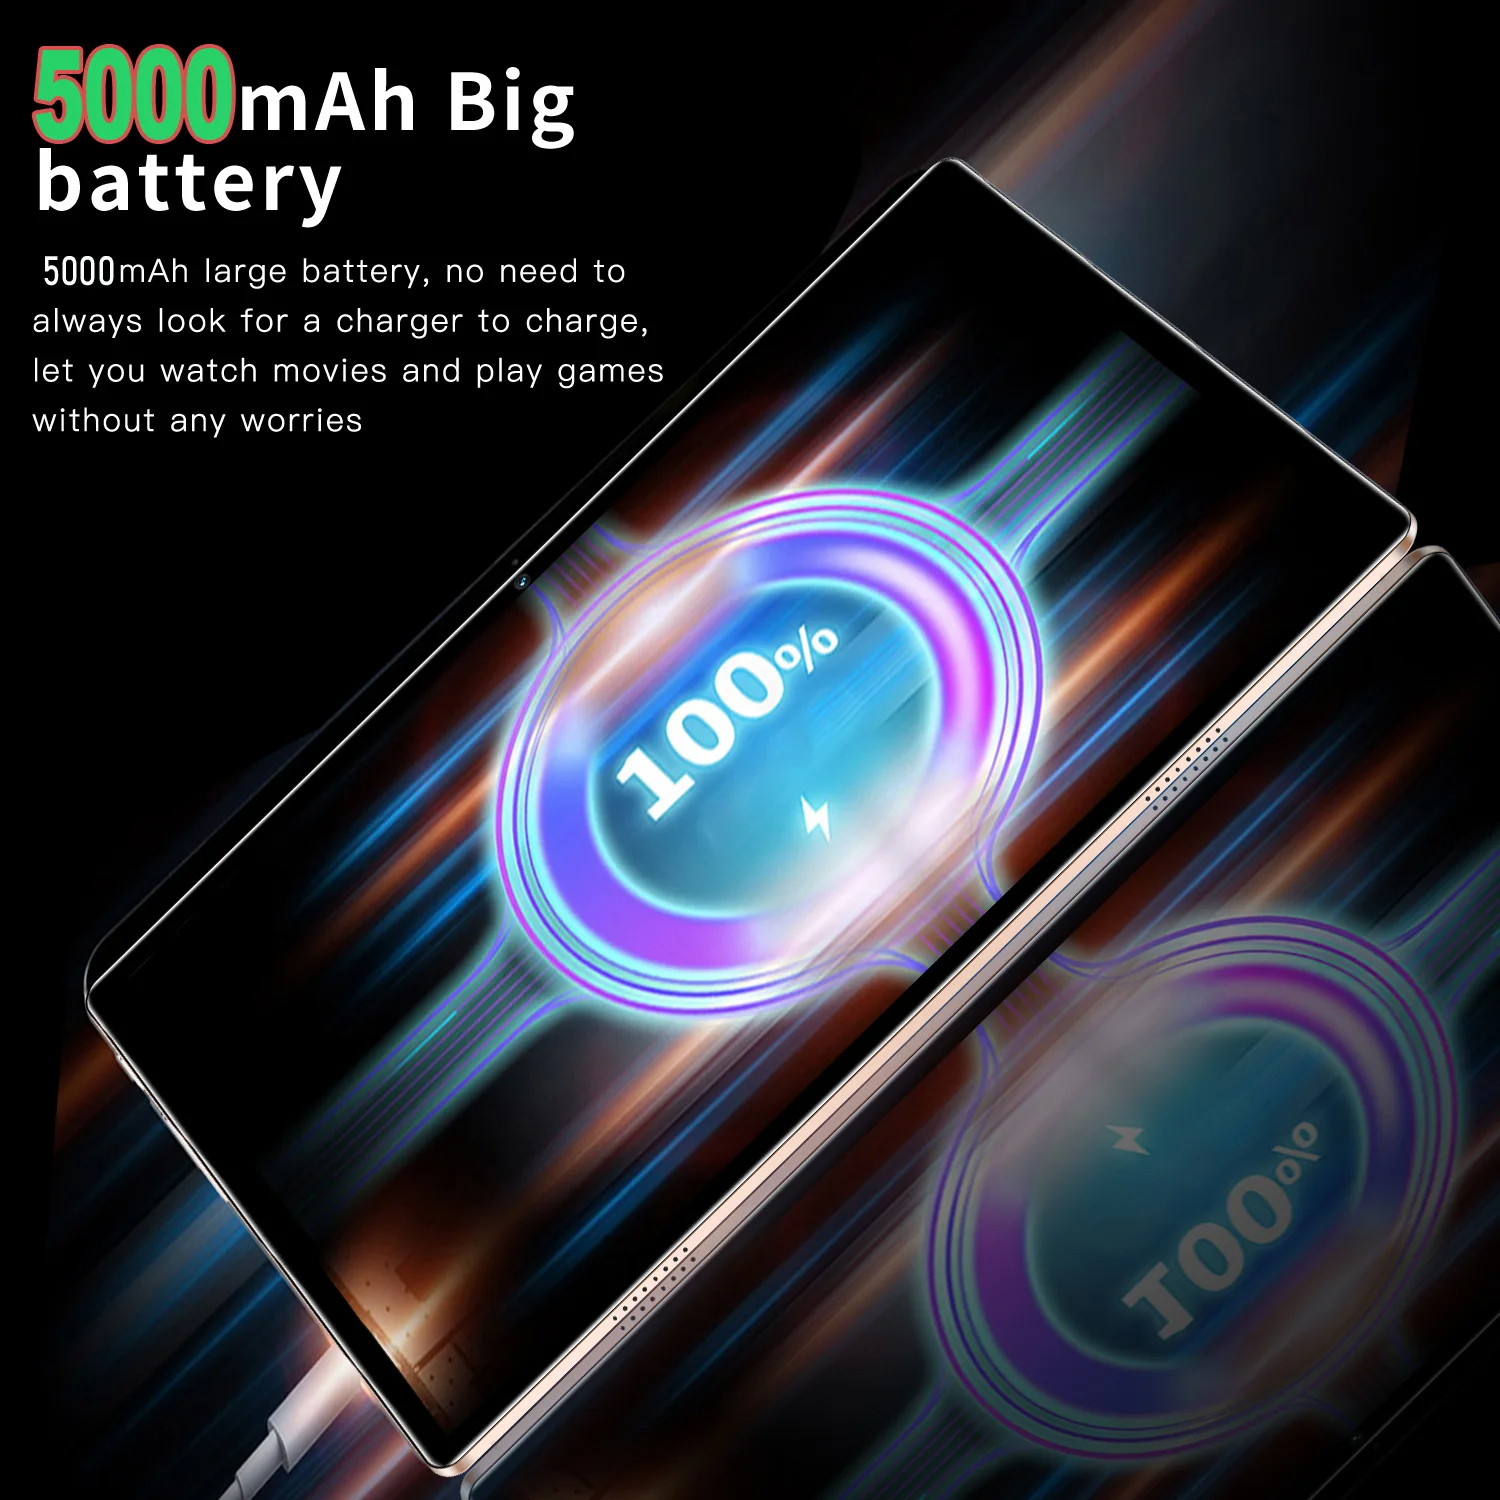 5000mAh Big
battery
5000mAh large battery, no need to
always look for a charger to charge,
let you watch movies and play games
without any worries
100%
100%